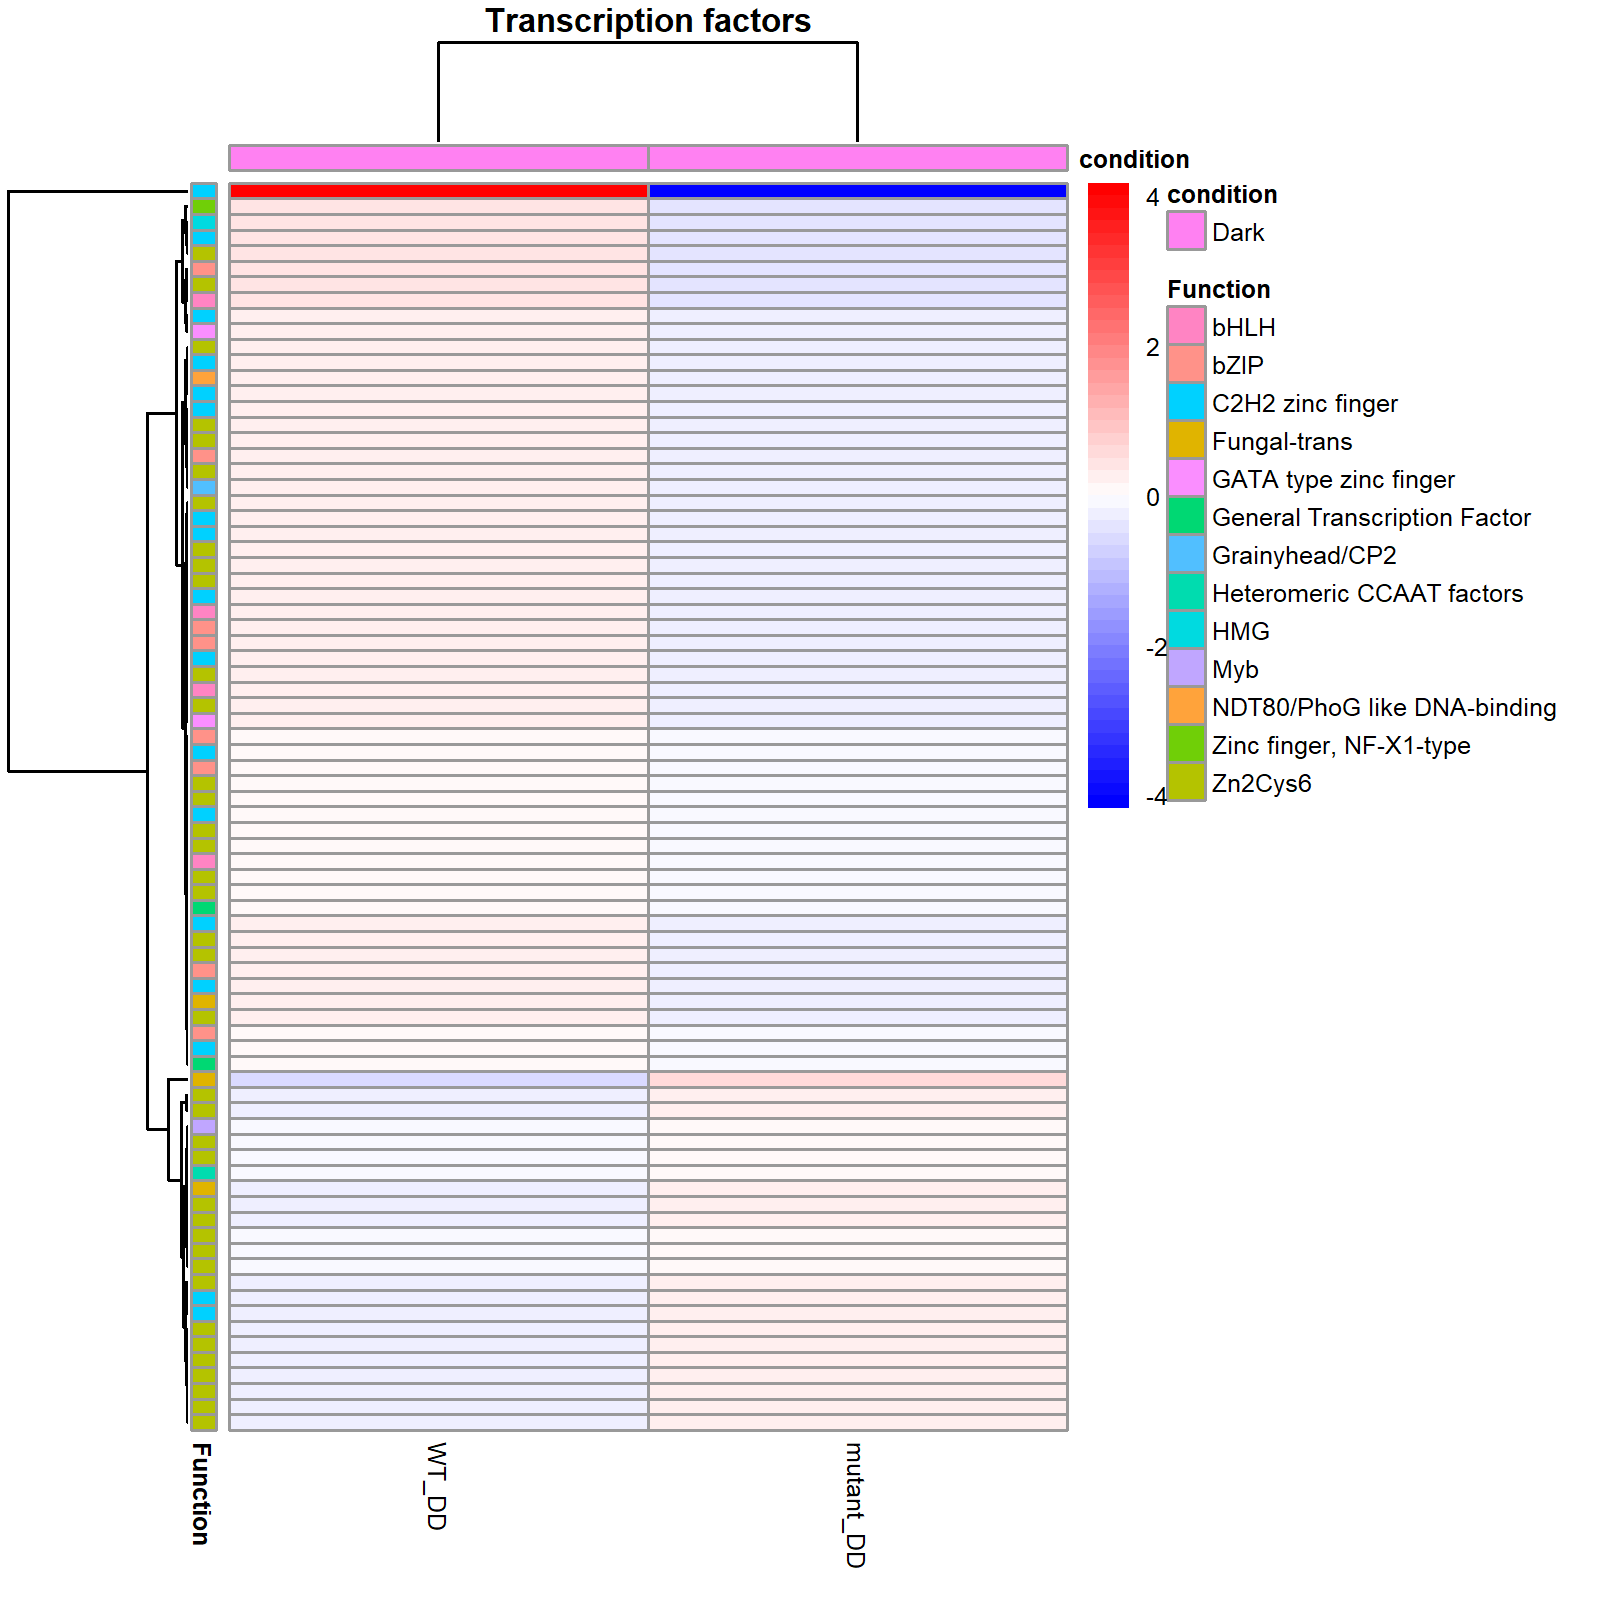 Transcription factors
condition
4
2
0
-2
-4
condition
Dark
Function
bHLH
bZIP
C2H2 zinc finger
Fungal-trans
GATA type zinc finger
General Transcription Factor
Grainyhead/CP2
Heteromeric CCAAT factors
HMG
Myb
NDT80/PhoG like DNA-binding
Zinc finger, NF-X1-type
Zn2Cys6
Function
WT_DD
mutant_DD